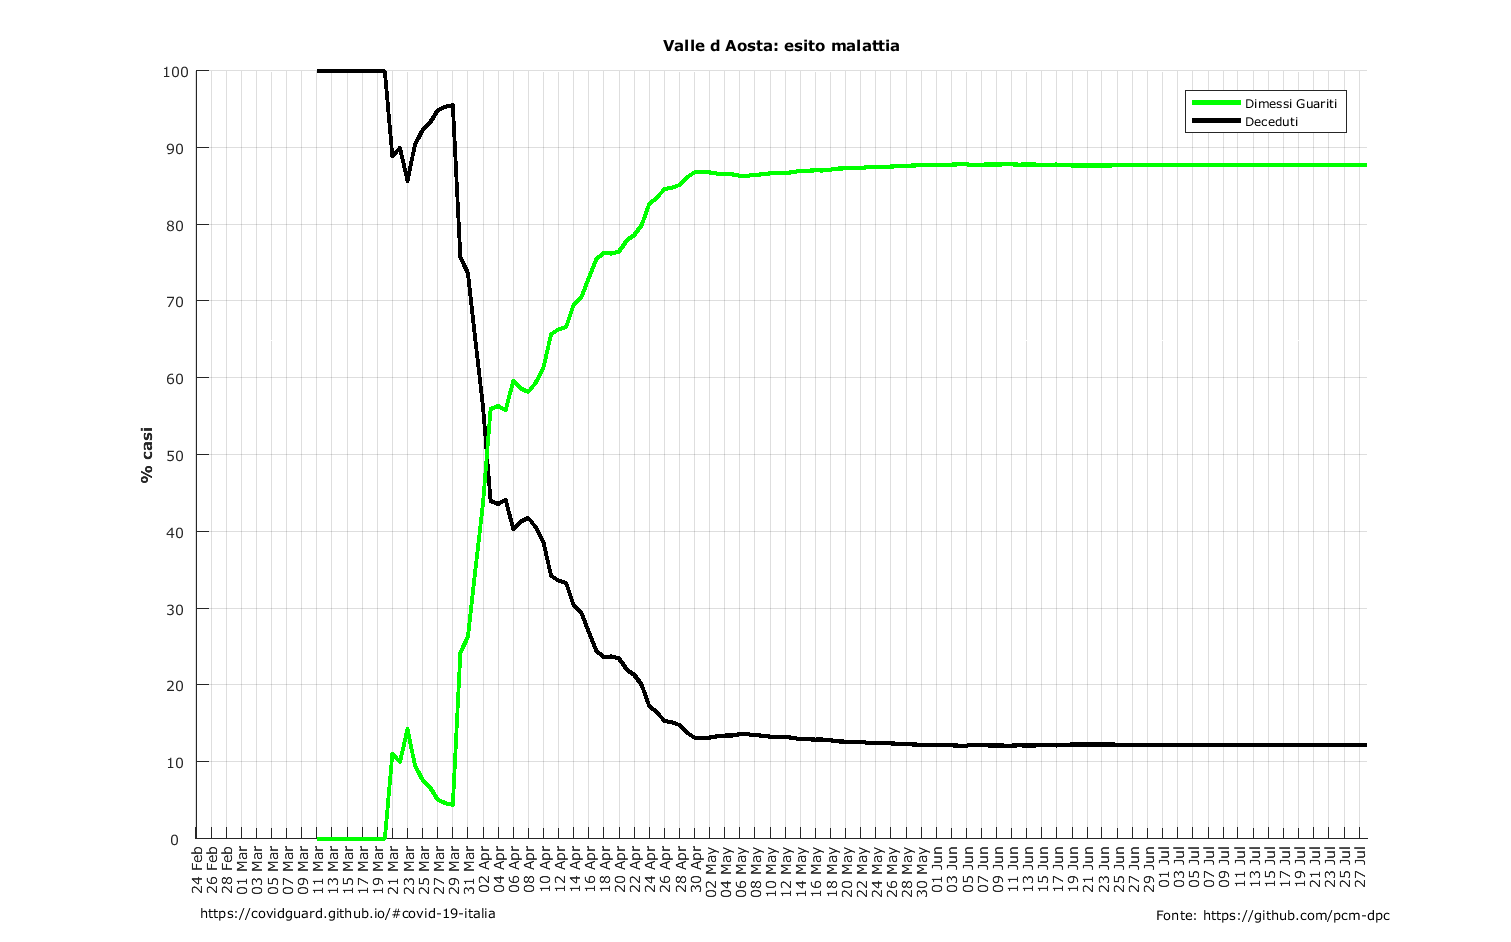 Valle d Aosta: esito malattia
Dimessi Guariti
Deceduti
% casi
100
90
80
70
60
50
40
30
20
10
0
24 Feb
26 Feb
28 Feb
01 Mar
03 Mar
05 Mar
07 Mar
09 Mar
11 Mar
13 Mar
15 Mar
17 Mar
19 Mar
21 Mar
23 Mar
25 Mar
27 Mar
29 Mar
31 Mar
02 Apr
04 Apr
06 Apr
08 Apr
10 Apr
12 Apr
14 Apr
16 Apr
18 Apr
20 Apr
22 Apr
24 Apr
26 Apr
28 Apr
30 Apr
02 May
04 May
06 May
08 May
10 May
12 May
14 May
16 May
18 May
20 May
22 May
24 May
26 May
28 May
30 May
01 Jun
03 Jun
05 Jun
07 Jun
09 Jun
11 Jun
13 Jun
15 Jun
17 Jun
19 Jun
21 Jun
23 Jun
25 Jun
27 Jun
29 Jun
01 Jul
03 Jul
05 Jul
07 Jul
09 Jul
11 Jul
13 Jul
15 Jul
17 Jul
19 Jul
21 Jul
23 Jul
25 Jul
27 Jul
https://covidguard.github.io/#covid-19-italia
Fonte: https://github.com/pcm-dpc